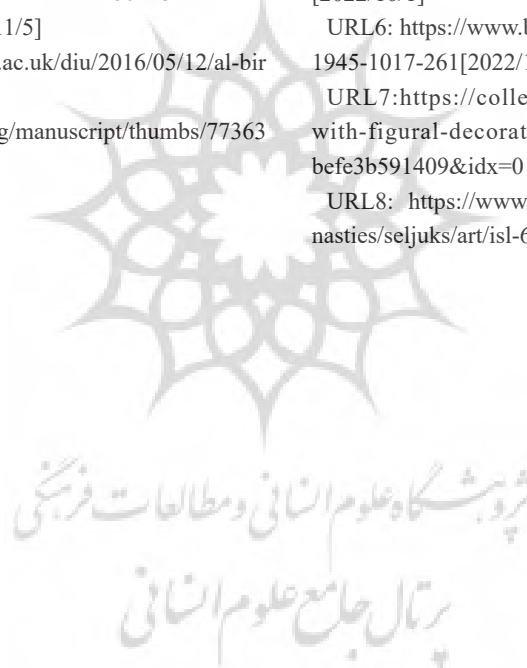 11/5]
.ac.uk/diu/2016/05/12/al-bir
g/manuscript/thumbs/77363
URL6: https://www.b
1945-1017-261[2022/1
URL7:https://colle
with-figural-decorat
befe3b591409&idx=0
URL8: https://www.
nasties/seljuks/art/isl-6
پژوهشگاه علوم انسانی و مطالعات فرهنگی
پرتال جامع علوم انسانی